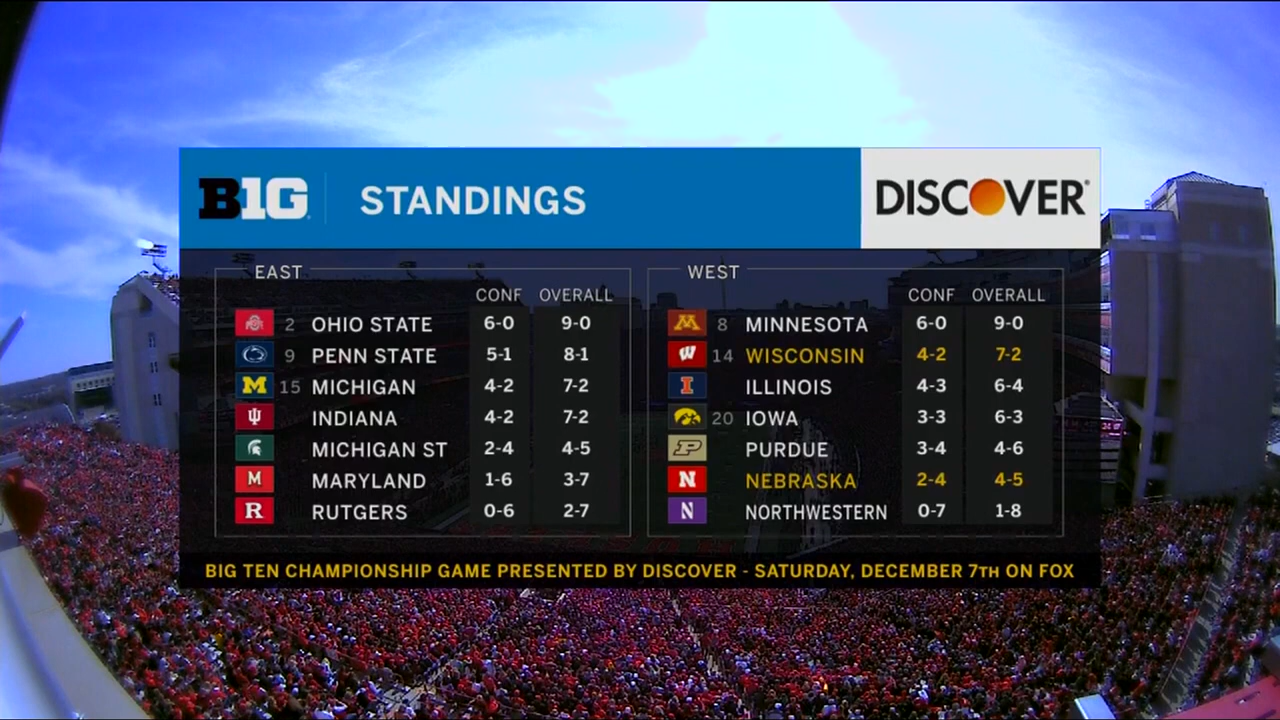 B1G STANDINGS DISCOVER
EAST
CONF OVERALL
2 OHIO STATE 6-0 9-0
9 PENN STATE 5-1 8-1
M 15 MICHIGAN 4-2 7-2
INDIANA 4-2 7-2
MICHIGAN ST 2-4 4-5
M MARYLAND 1-6 3-7
R RUTGERS 0-6 2-7
WEST
CONF OVERALL
M 8 MINNESOTA 6-0 9-0
W 14 WISCONSIN 4-2 7-2
I ILLINOIS 4-3 6-4
20 IOWA 3-3 6-3
P PURDUE 3-4 4-6
N NEBRASKA 2-4 4-5
N NORTHWESTERN 0-7 1-8
BIG TEN CHAMPIONSHIP GAME PRESENTED BY DISCOVER - SATURDAY, DECEMBER 7TH ON FOX